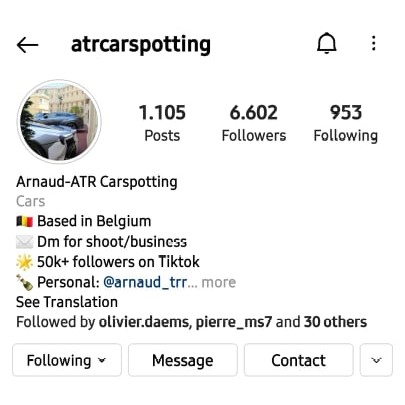 atrcarspotting
1.105 6.602 953
Posts Followers Following
Arnaud-ATR Carspotting
Cars
🇧🇪 Based in Belgium
✉️ Dm for shoot/business
🌟 50k+ followers on Tiktok
🍾 Personal: @arnaud_trr... more
See Translation
Followed by olivier.daems, pierre_ms7 and 30 others
Following Message Contact